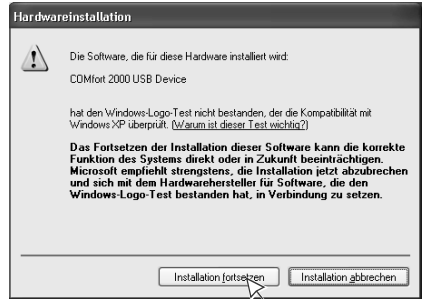 Hardwareinstallation
Die Software, die für diese Hardware installiert wird:
COMfort 2000 USB Device
hat den Windows-Logo-Test nicht bestanden, der die Kompatibilität mit
Windows XP überprüft. (Warum ist dieser Test wichtig?)
Das Fortsetzen der Installation dieser Software kann die korrekte
Funktion des Systems direkt oder in Zukunft beeinträchtigen.
Microsoft empfiehlt strengstens, die Installation jetzt abzubrechen
und sich mit dem Hardwarehersteller für Software, die den
Windows-Logo-Test bestanden hat, in Verbindung zu setzen.
Installation fortsetzen
Installation abbrechen